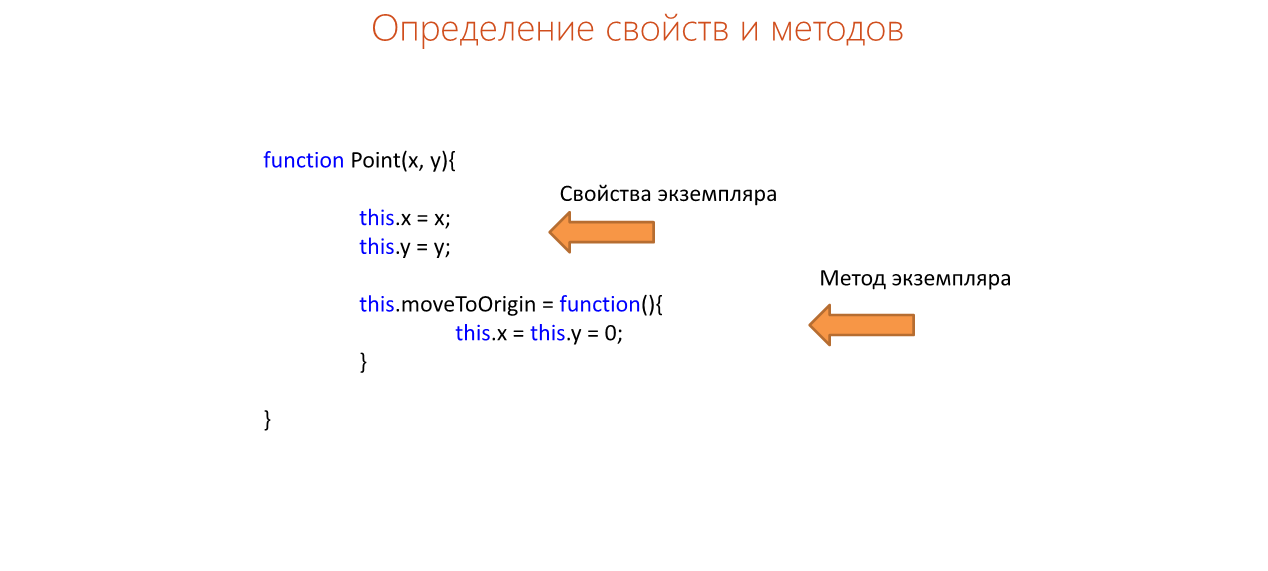 Определение свойств и методов
function Point(x, y){
Свойства экземпляра
this.x = x;
this.y = y;
Метод экземпляра
this.moveToOrigin = function(){
this.x = this.y = 0;
}
}